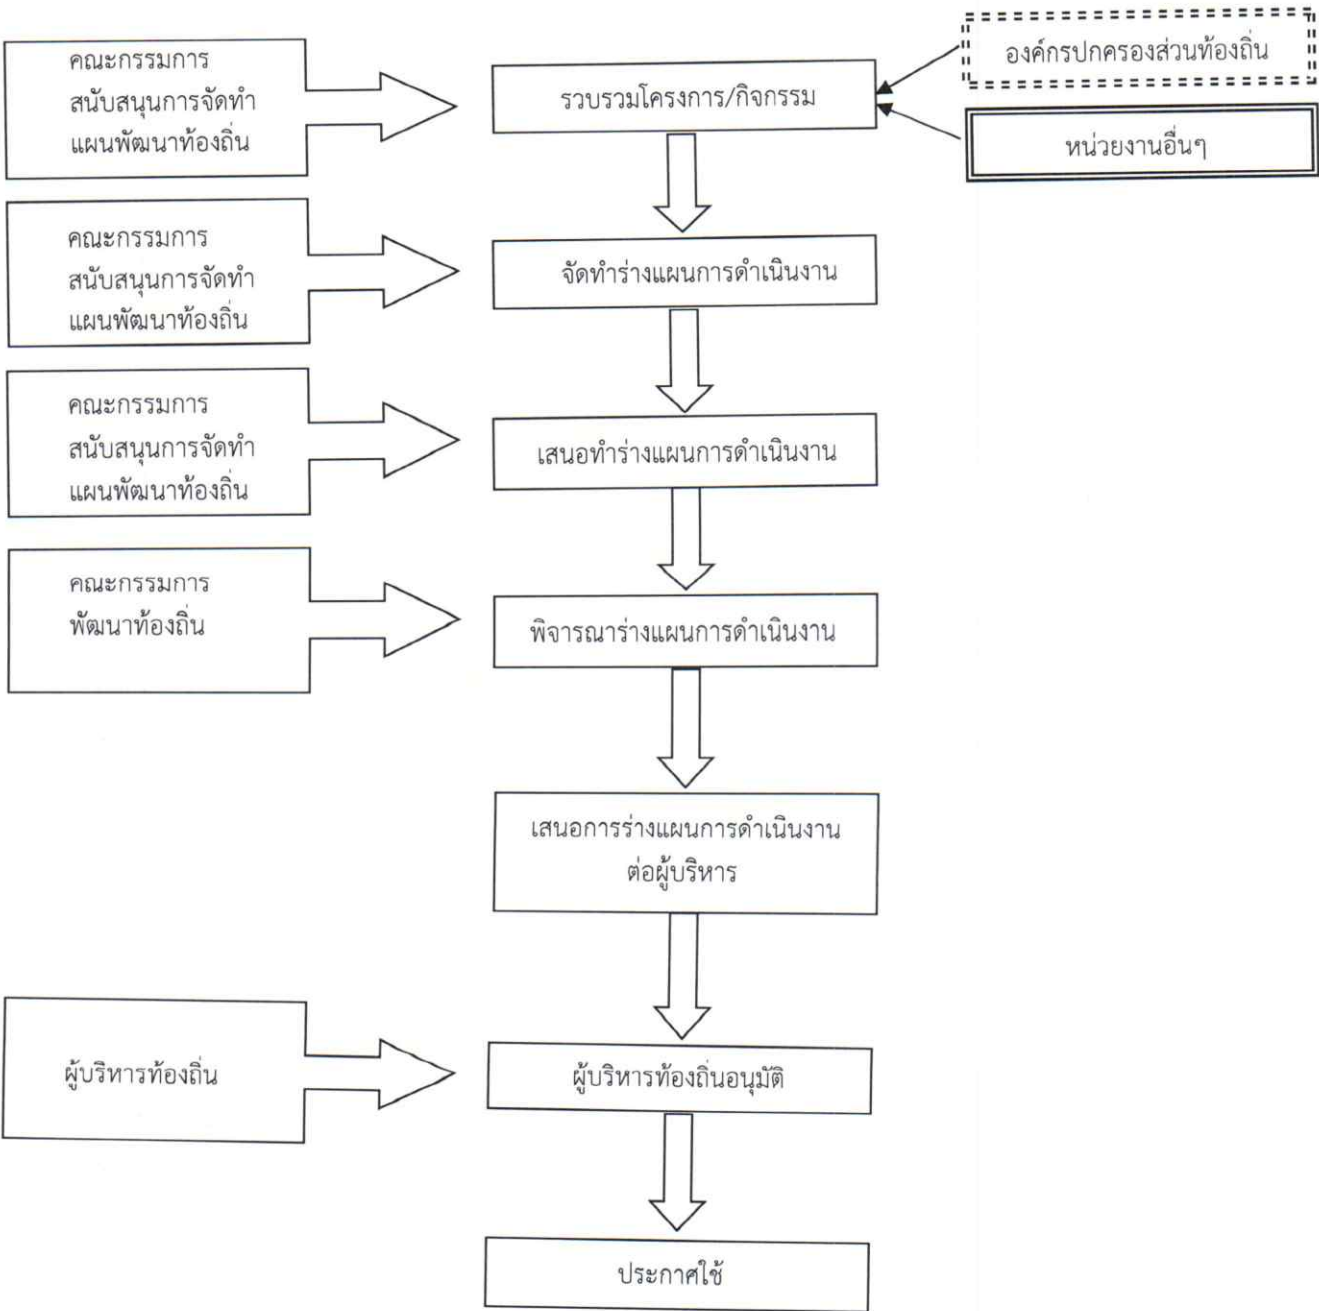 คณะกรรมการ
สนับสนุนการจัดทำ
แผนพัฒนาท้องถิ่น
รวบรวมโครงการ/กิจกรรม
องค์กรปกครองส่วนท้องถิ่น
หน่วยงานอื่นๆ
คณะกรรมการ
สนับสนุนการจัดทำ
แผนพัฒนาท้องถิ่น
จัดทำร่างแผนการดำเนินงาน
คณะกรรมการ
สนับสนุนการจัดทำ
แผนพัฒนาท้องถิ่น
เสนอทำร่างแผนการดำเนินงาน
คณะกรรมการ
พัฒนาท้องถิ่น
พิจารณาร่างแผนการดำเนินงาน
เสนอการร่างแผนการดำเนินงาน
ต่อผู้บริหาร
ผู้บริหารท้องถิ่น
ผู้บริหารท้องถิ่นอนุมัติ
ประกาศใช้